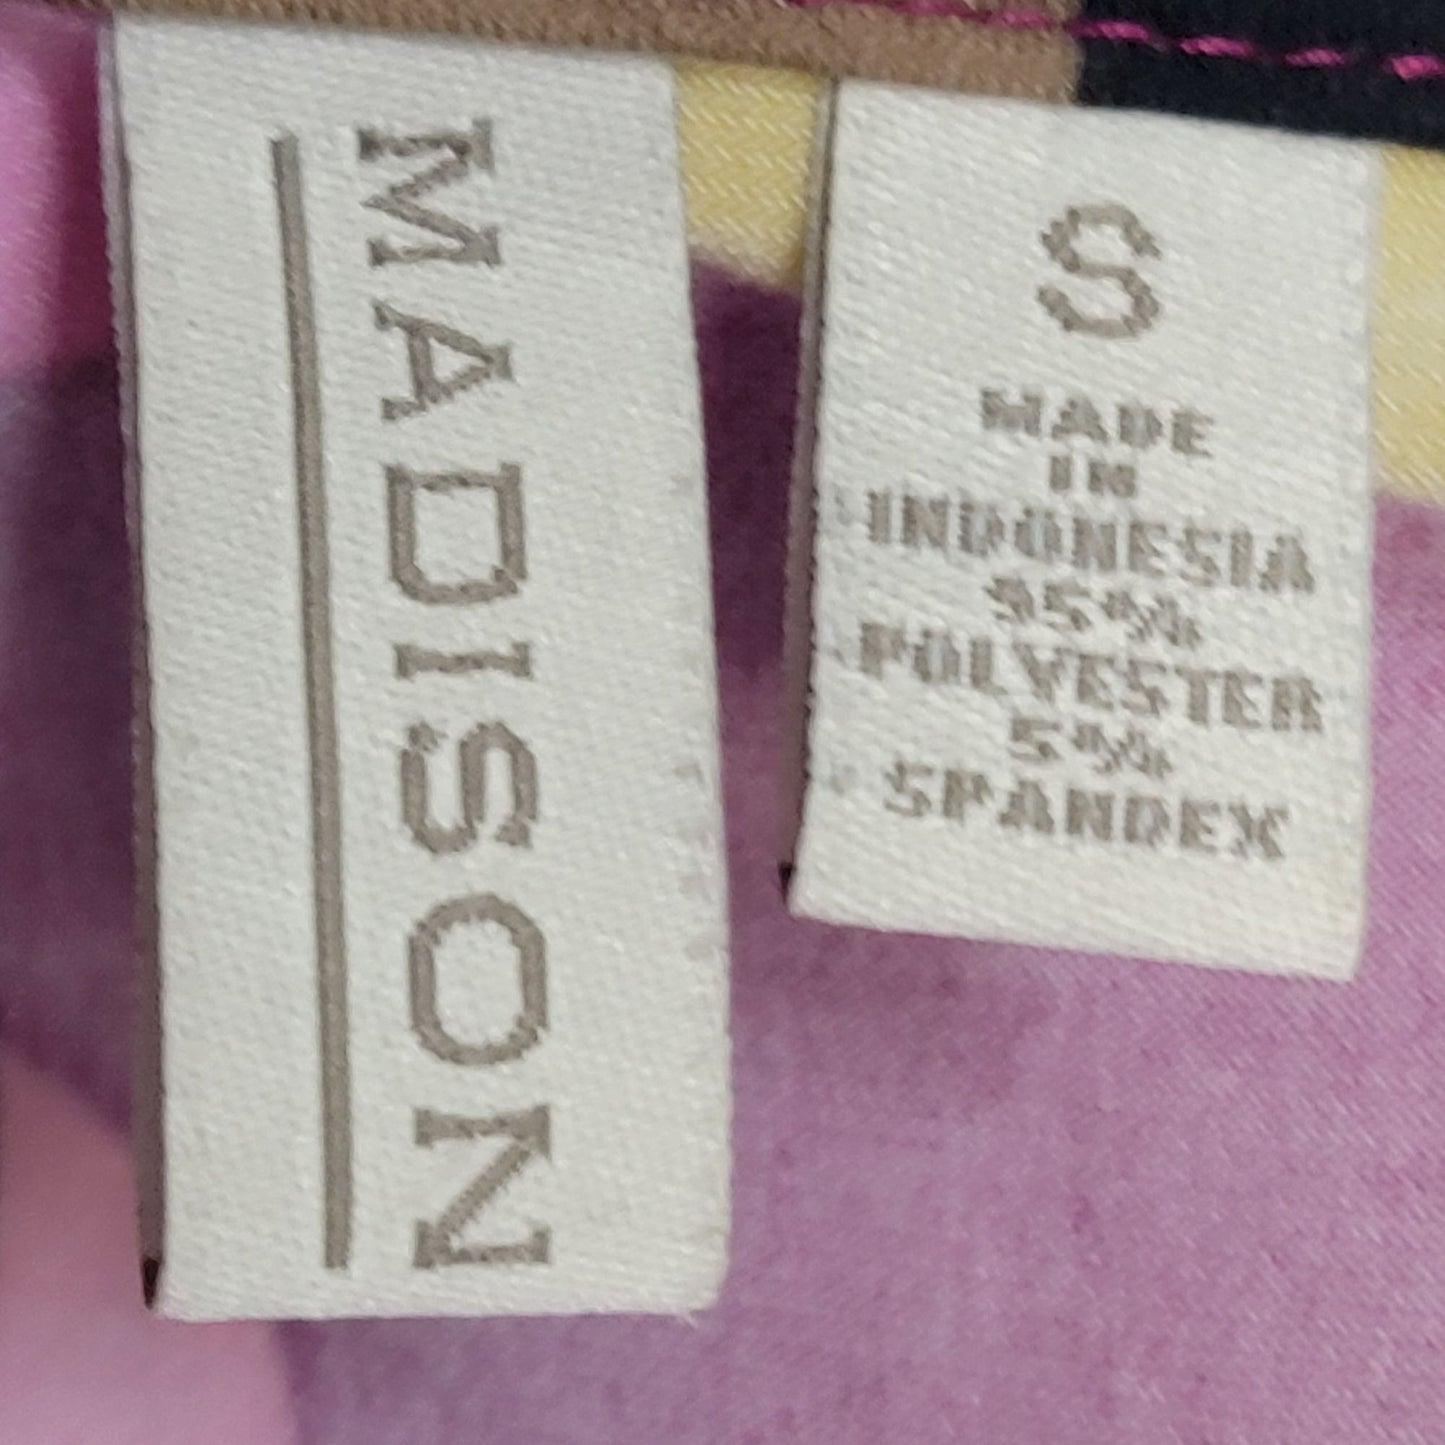 MADISON
S
MADE
IN
INDONESIA
95%
POLYESTER
5%
SPANDEX